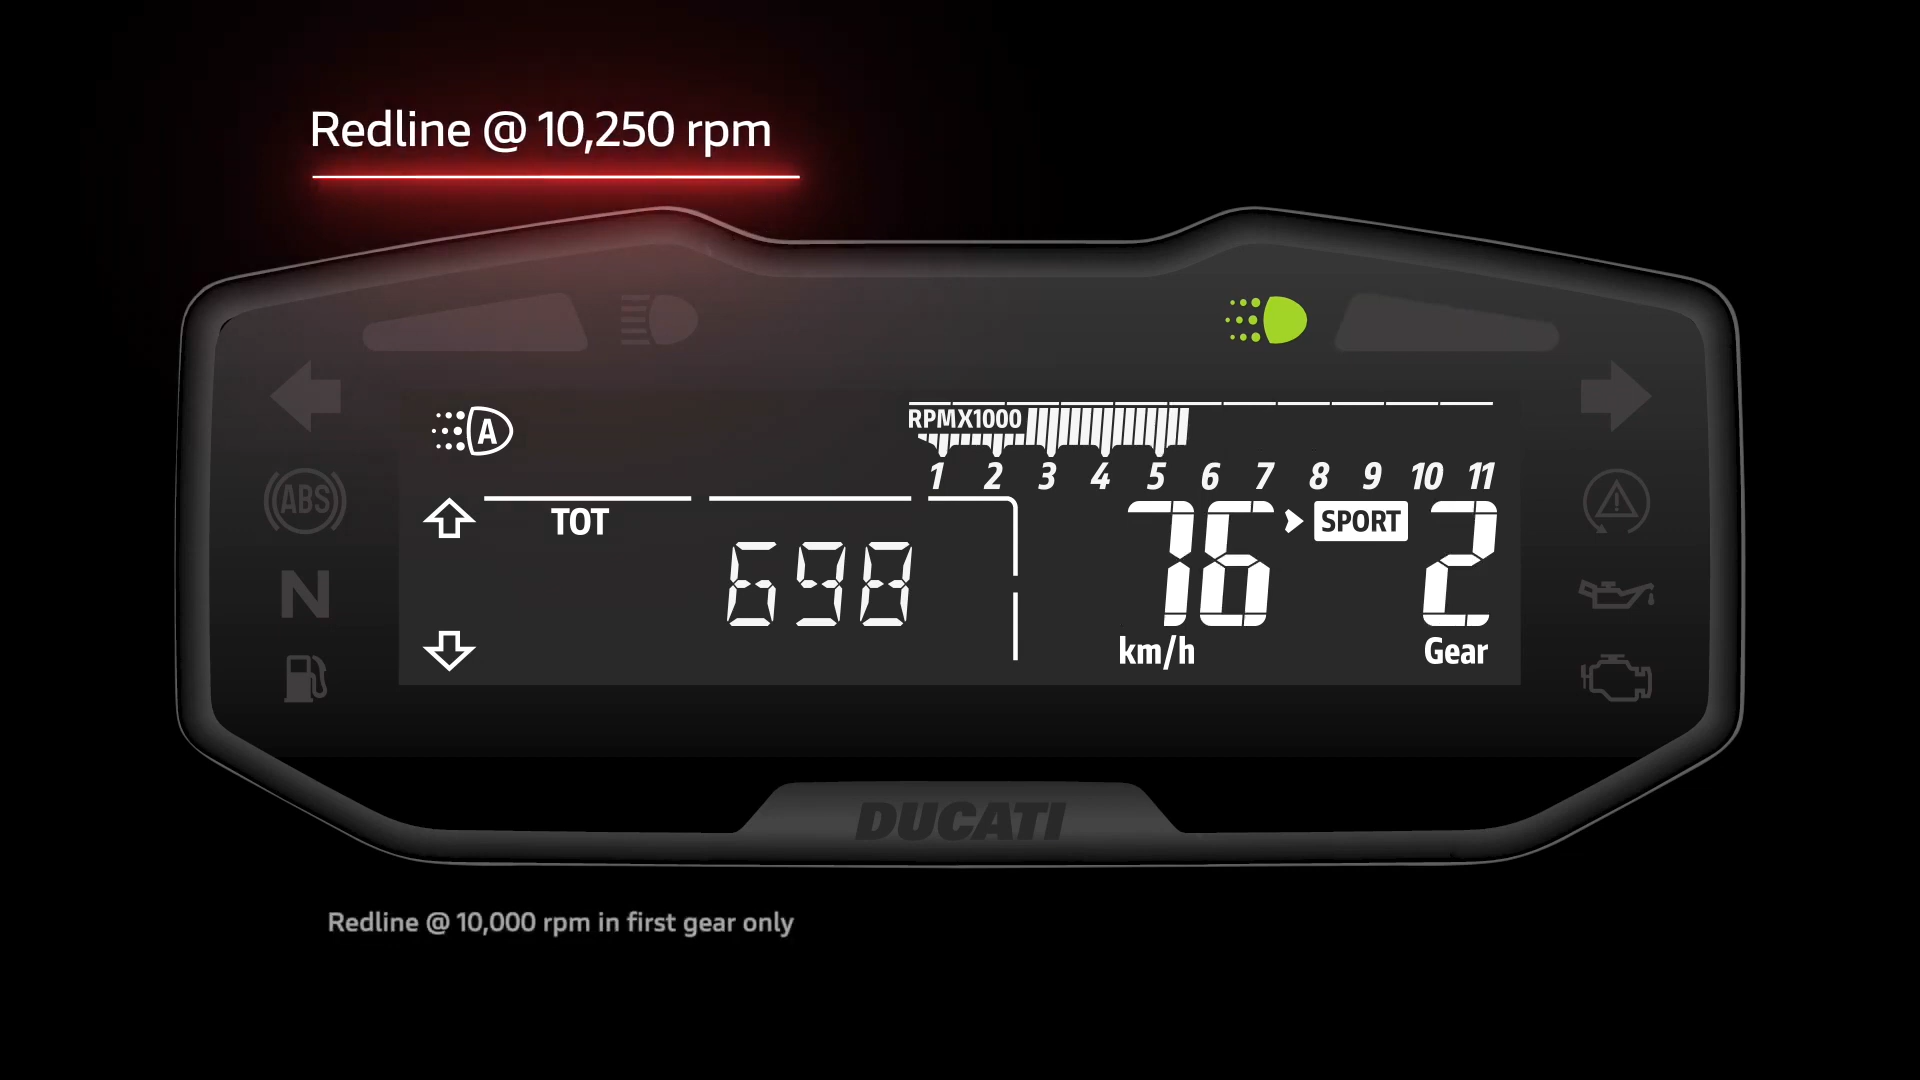 Redline @ 10,250 rpm
A
RPMX1000
1 2 3 4 5 6 7 8 9 10 11
ABS
TOT
698
76
SPORT
2
N
km/h
Gear
DUCATI
Redline @ 10,000 rpm in first gear only